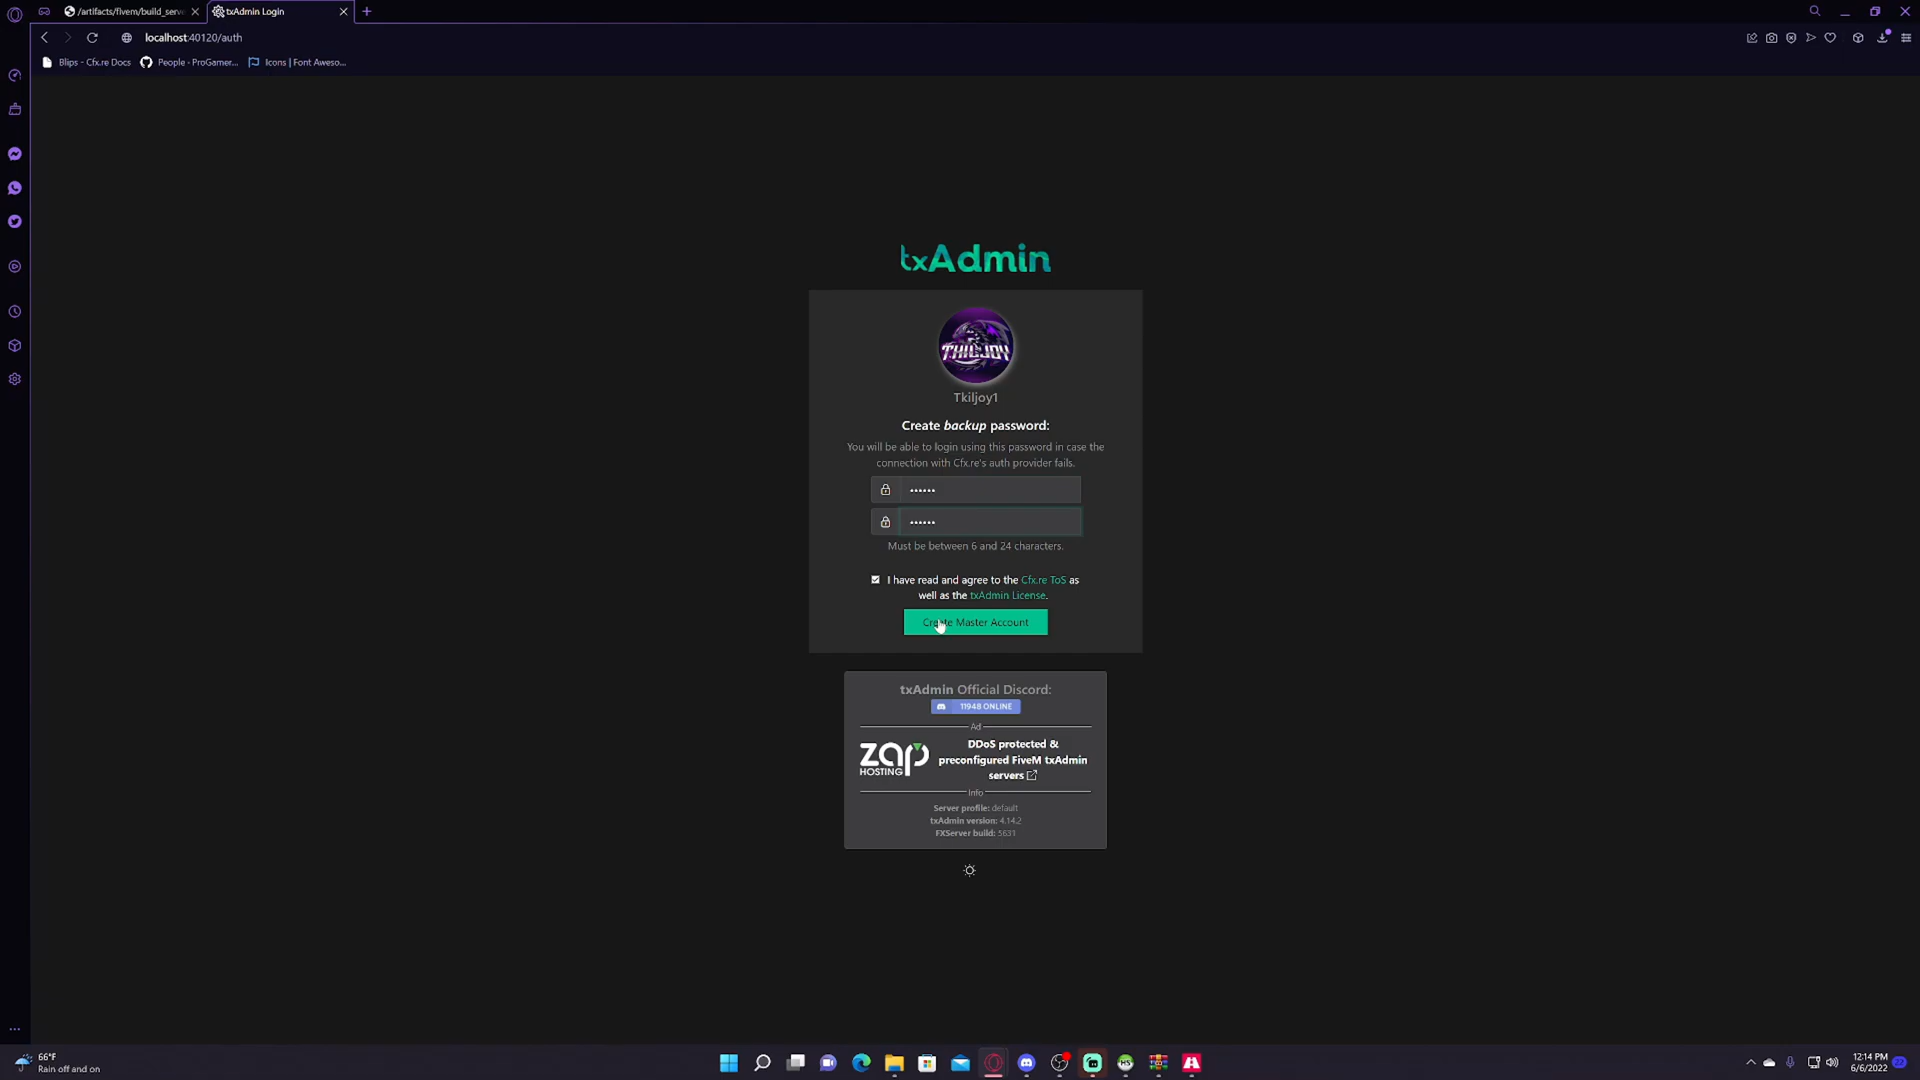 /artifacts/fivem/build_serve
txAdmin Login
localhost:40120/auth
Blips - Cfx.re Docs
People · ProGamer...
Icons | Font Aweso...
txAdmin
TKILJOY
Tkiljoy1
Create backup password:
You will be able to login using this password in case the
connection with Cfx.re's auth provider fails.
••••••
••••••
Must be between 6 and 24 characters.
I have read and agree to the Cfx.re ToS as
well as the txAdmin License.
Create Master Account
txAdmin Official Discord:
11948 ONLINE
Ad
zap
HOSTING
DDoS protected &
preconfigured FiveM txAdmin
servers
Info
Server profile: default
txAdmin version: 4.14.2
FXServer build: 5631
66°F
Rain off and on
12:14 PM
6/6/2022
22